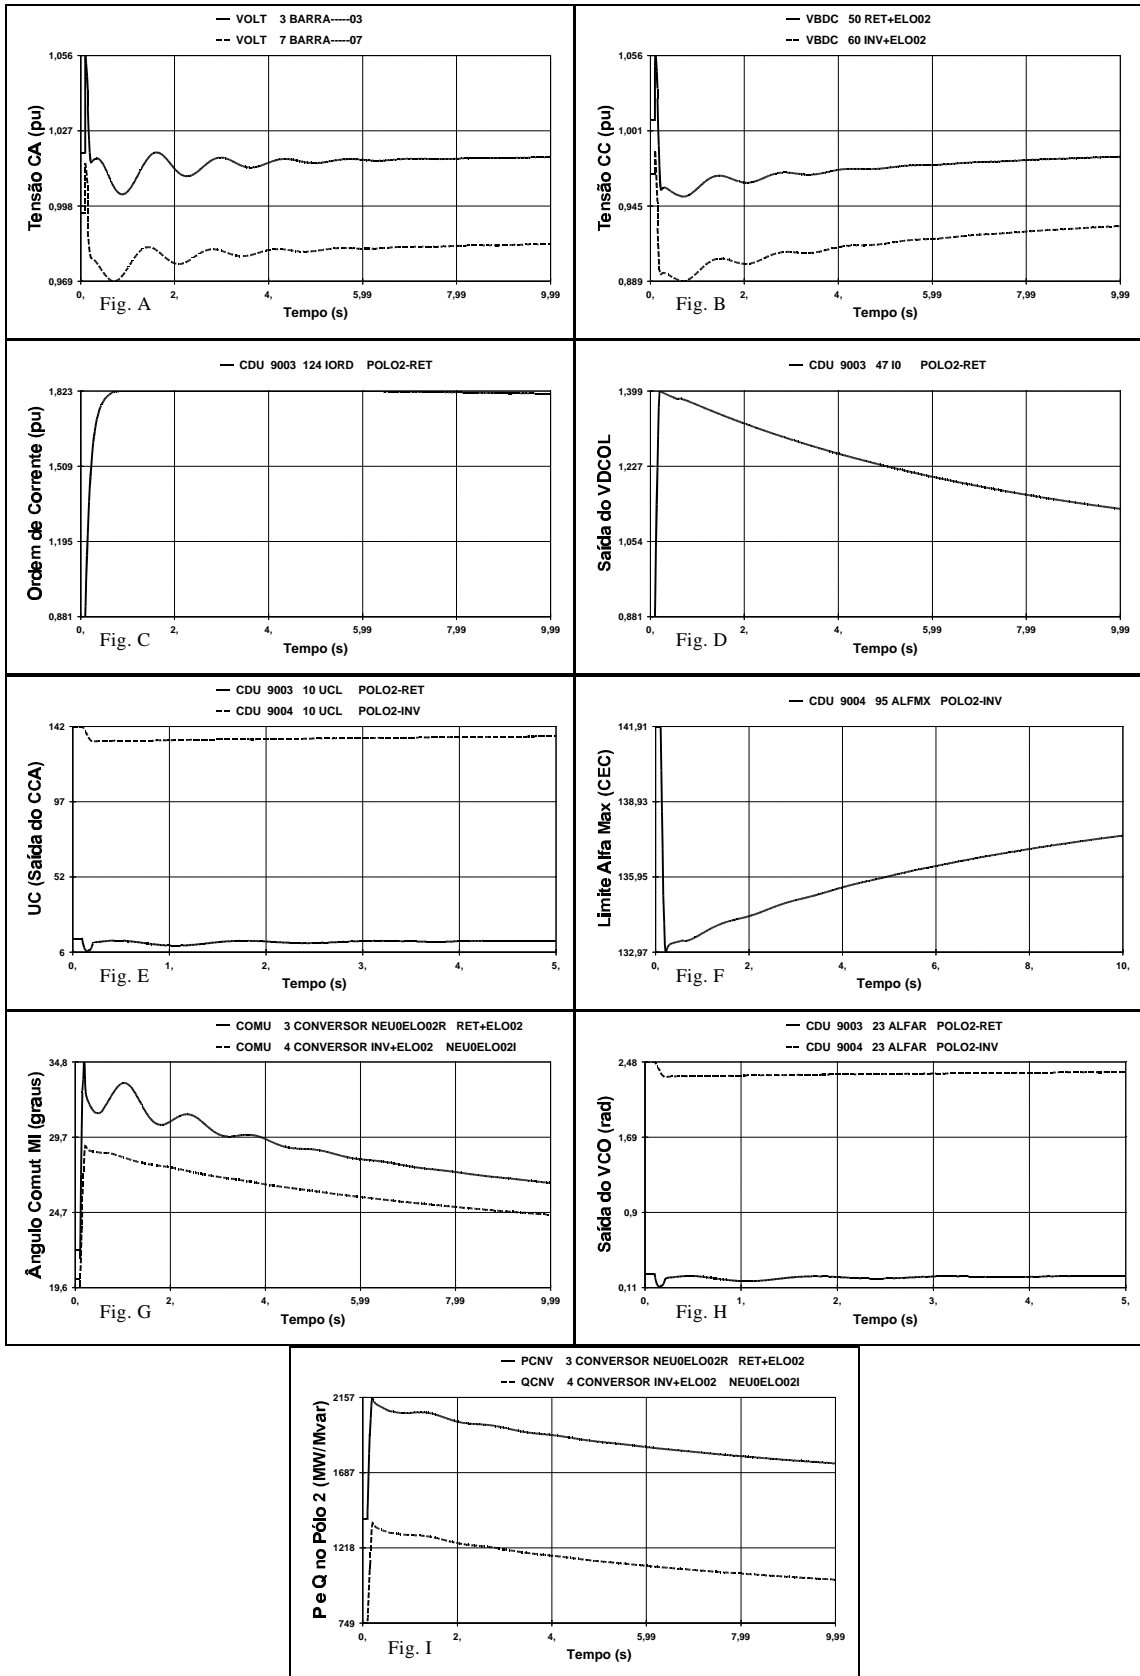 VOLT 3 BARRA-----03
VOLT 7 BARRA-----07
Tensão CA (pu)
1,056
1,027
0,998
0,969
0, 2, 4, 5,99 7,99 9,99
Fig. A
Tempo (s)
VBDC 50 RET+ELO02
VBDC 60 INV+ELO02
Tensão CC (pu)
1,056
1,001
0,945
0,889
0, 2, 4, 5,99 7,99 9,99
Fig. B
Tempo (s)
CDU 9003 124 IORD POLO2-RET
Ordem de Corrente (pu)
1,823
1,509
1,195
0,881
0, 2, 4, 5,99 7,99 9,99
Fig. C
Tempo (s)
CDU 9003 47 I0 POLO2-RET
Saída do VDCOL
1,399
1,227
1,054
0,881
0, 2, 4, 5,99 7,99 9,99
Fig. D
Tempo (s)
CDU 9003 10 UCL POLO2-RET
CDU 9004 10 UCL POLO2-INV
UC (Saída do CCA)
142
97
52
6
0, 1, 2, 3, 4, 5,
Fig. E
Tempo (s)
CDU 9004 95 ALFMX POLO2-INV
Limite Alfa Max (CEC)
141,91
138,93
135,95
132,97
0, 2, 4, 6, 8, 10,
Fig. F
Tempo (s)
COMU 3 CONVERSOR NEU0ELO02R RET+ELO02
COMU 4 CONVERSOR INV+ELO02 NEU0ELO02I
Ângulo Comut MI (graus)
34,8
29,7
24,7
19,6
0, 2, 4, 5,99 7,99 9,99
Fig. G
Tempo (s)
CDU 9003 23 ALFAR POLO2-RET
CDU 9004 23 ALFAR POLO2-INV
Saída do VCO (rad)
2,48
1,69
0,9
0,11
0, 1, 2, 3, 4, 5,
Fig. H
Tempo (s)
PCNV 3 CONVERSOR NEU0ELO02R RET+ELO02
QCNV 4 CONVERSOR INV+ELO02 NEU0ELO02I
P e Q no Pólo 2 (MW/Mvar)
2157
1687
1218
749
0, 2, 4, 5,99 7,99 9,99
Fig. I
Tempo (s)